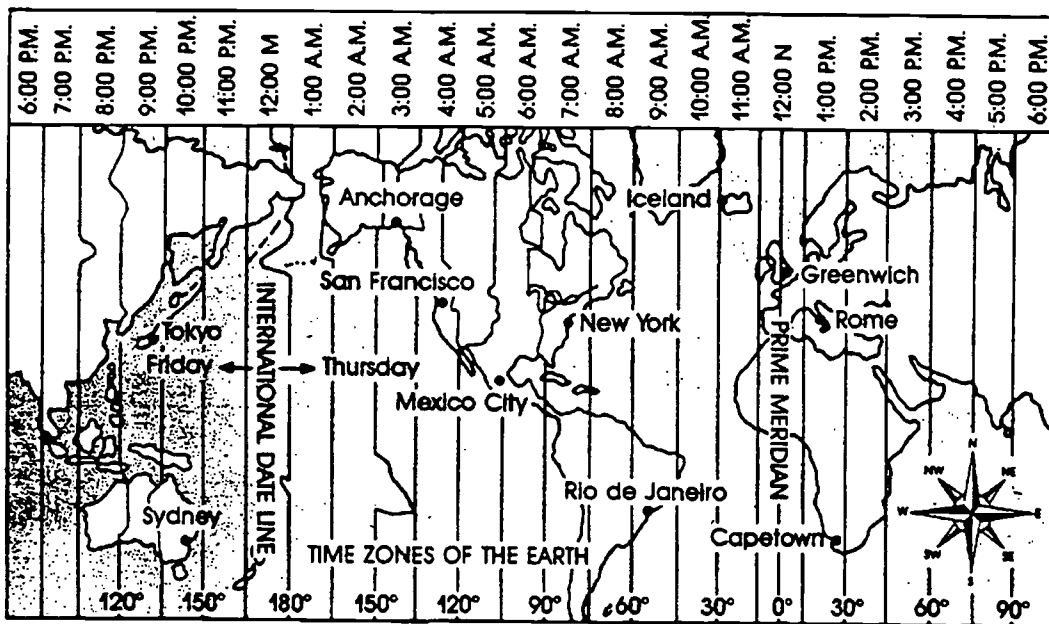 6:00 P.M.
7:00 P.M.
8:00 P.M.
9:00 P.M.
10:00 P.M.
11:00 P.M.
12:00 M
1:00 A.M.
2:00 A.M.
3:00 A.M.
4:00 A.M.
5:00 A.M.
6:00 A.M.
7:00 A.M.
8:00 A.M.
9:00 A.M.
10:00 A.M.
11:00 A.M.
12:00 N
1:00 P.M.
2:00 P.M.
3:00 P.M.
4:00 P.M.
5:00 P.M.
6:00 P.M.
Anchorage
Iceland
San Francisco
Greenwich
Tokyo
New York
Rome
Friday
Thursday
INTERNATIONAL DATE LINE
PRIME MERIDIAN
Mexico City
Rio de Janeiro
Sydney
Capetown
N
NW
NE
W
E
SW
SE
S
TIME ZONES OF THE EARTH
120° 150° 180° 150° 120° 90° 60° 30° 0° 30° 60° 90°